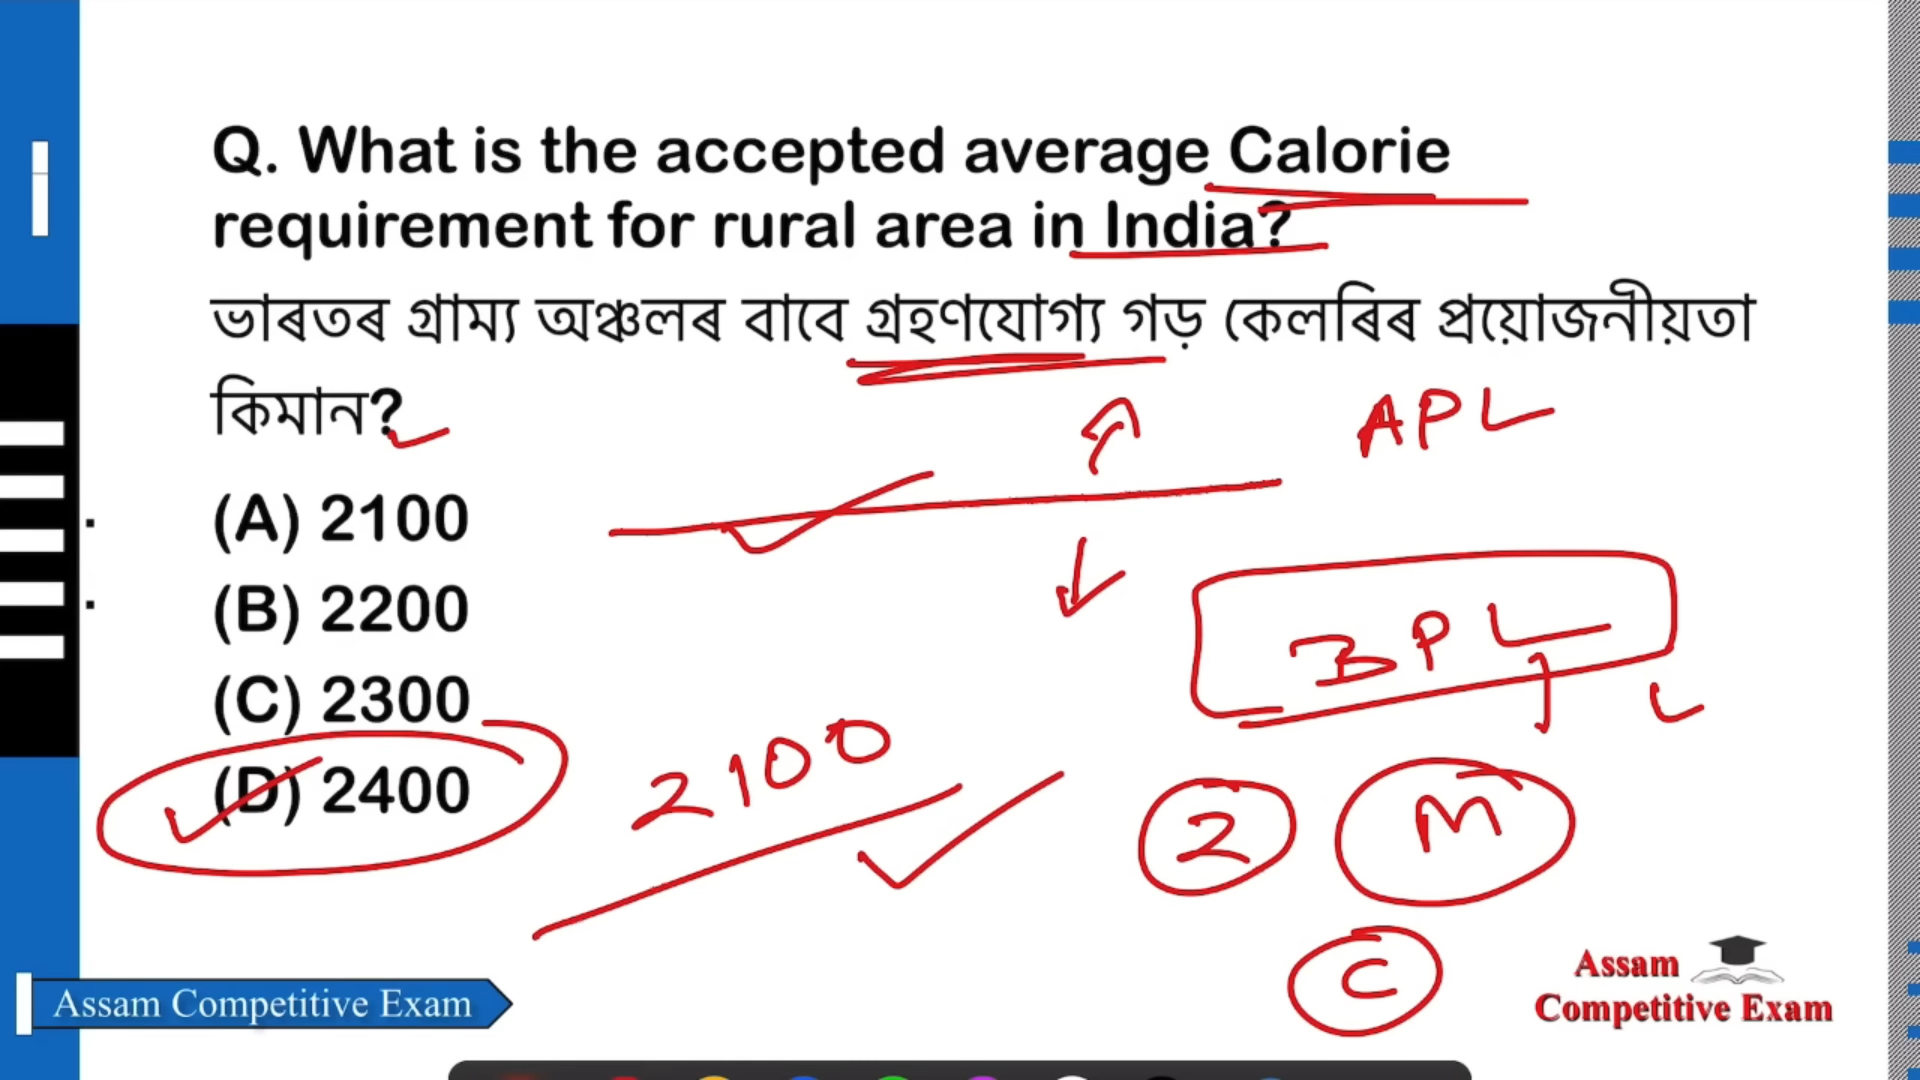 Q. What is the accepted average Calorie
requirement for rural area in India?
ভাৰতৰ গ্ৰাম্য অঞ্চলৰ বাবে গ্ৰহণযোগ্য গড় কেলৰিৰ প্ৰয়োজনীয়তা
কিমান?
APL
(A) 2100
(B) 2200
BPL
(C) 2300
(D) 2400
2100
2
M
C
Assam Competitive Exam
Assam
Competitive Exam